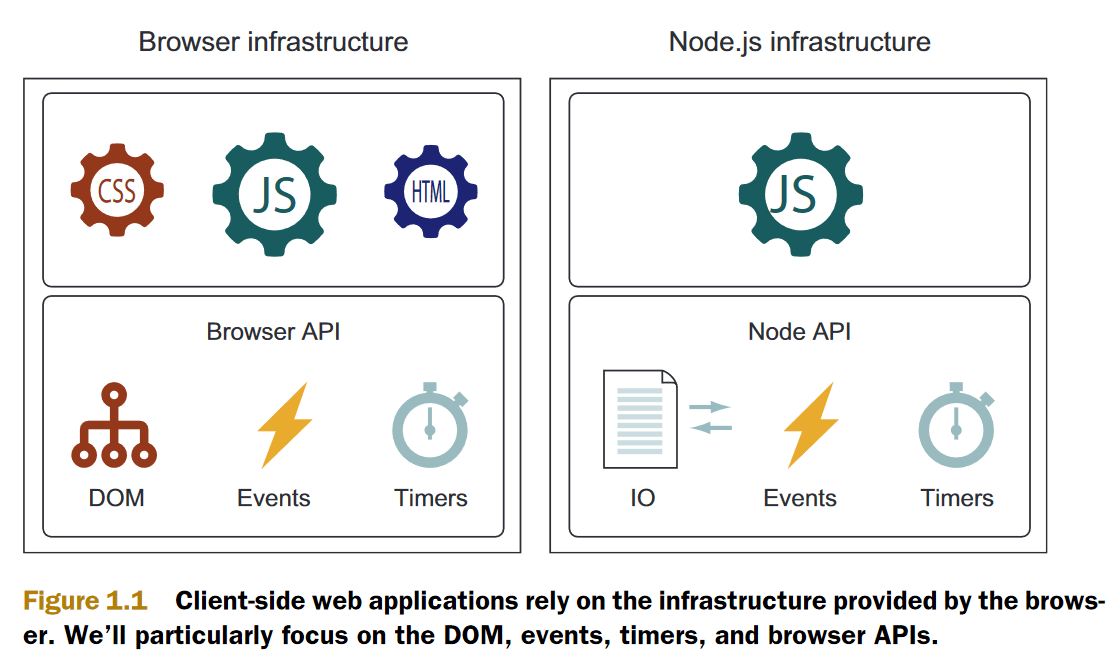 Browser infrastructure
Node.js infrastructure
CSS
JS
HTML
JS
Browser API
DOM
Events
Timers
Node API
IO
Events
Timers
Figure 1.1 Client-side web applications rely on the infrastructure provided by the brows-
er. We’ll particularly focus on the DOM, events, timers, and browser APIs.